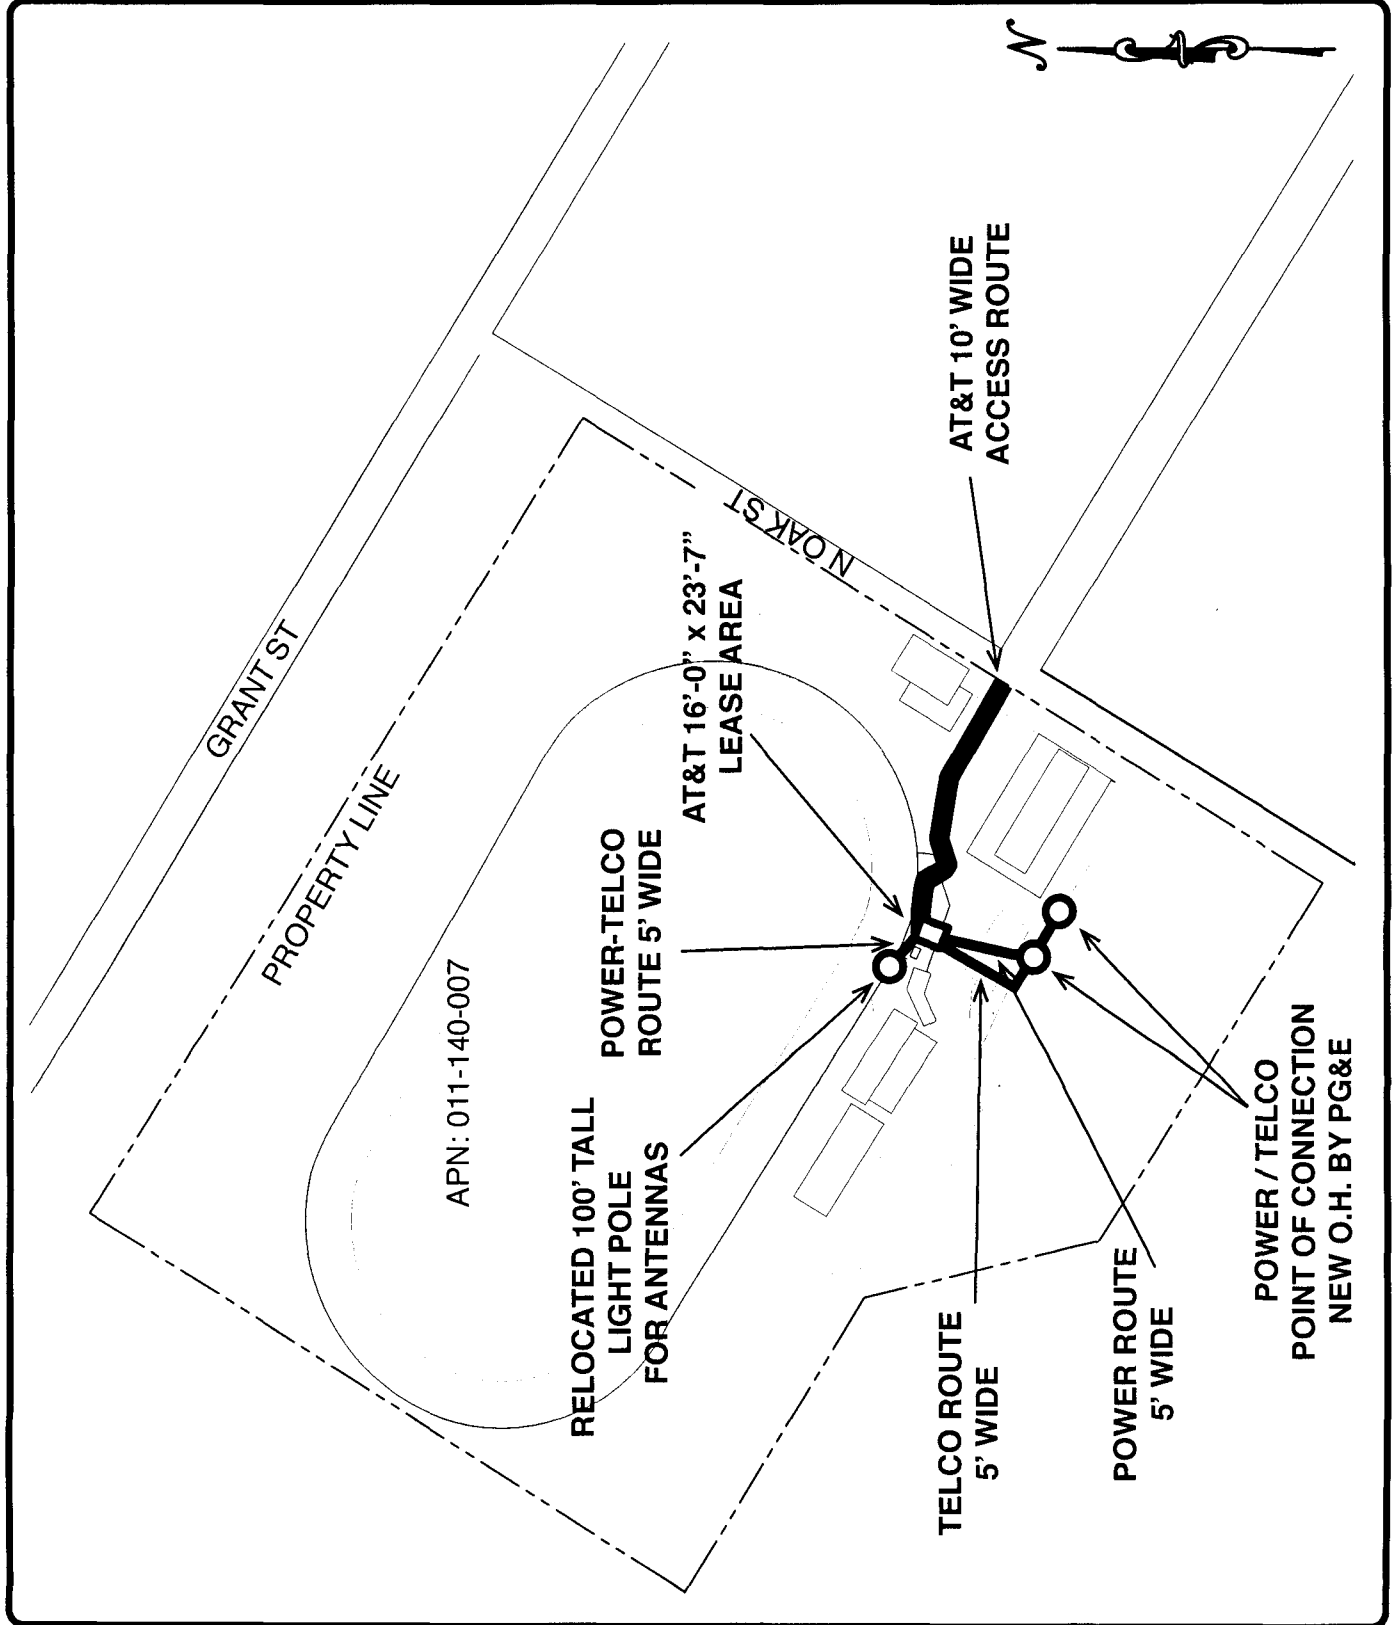 N
GRANT ST
PROPERTY LINE
N OAK ST
APN: 011-140-007
RELOCATED 100' TALL
LIGHT POLE
FOR ANTENNAS
POWER-TELCO
ROUTE 5' WIDE
AT&T 16'-0" x 23'-7"
LEASE AREA
AT&T 10' WIDE
ACCESS ROUTE
TELCO ROUTE
5' WIDE
POWER ROUTE
5' WIDE
POWER / TELCO
POINT OF CONNECTION
NEW O.H. BY PG&E